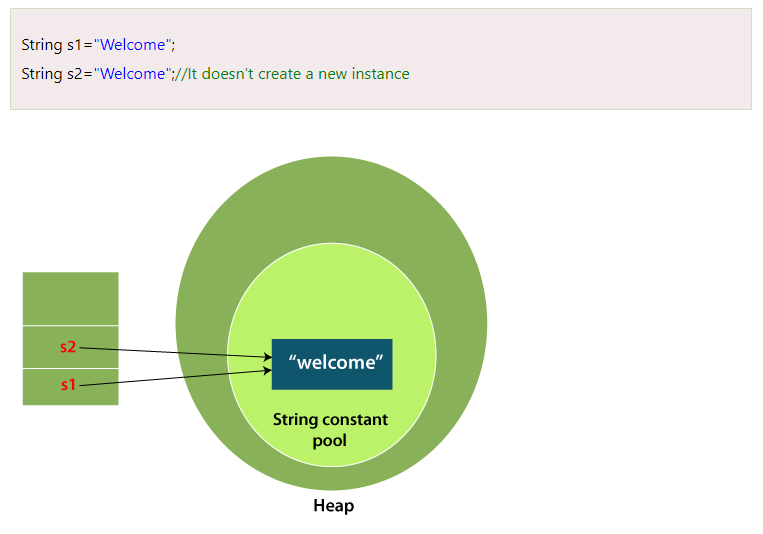 String s1="Welcome";
String s2="Welcome";//It doesn't create a new instance
s2
s1
“welcome”
String constant
pool
Heap